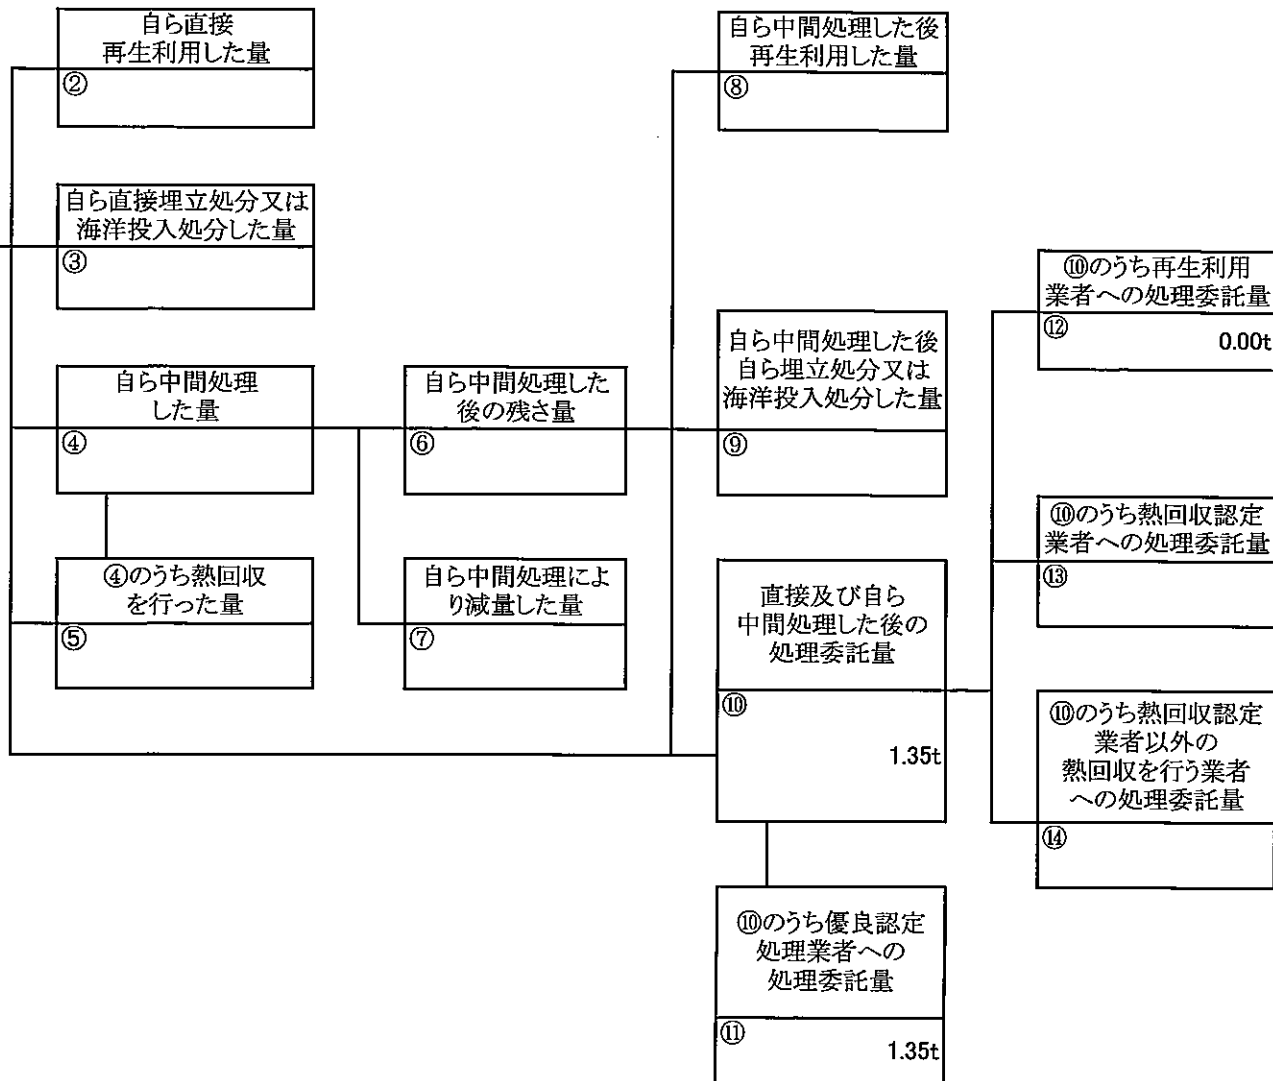 自ら直接
再生利用した量
②
自ら直接埋立処分又は
海洋投入処分した量
③
自ら中間処理
した量
④
④のうち熱回収
を行った量
⑤
自ら中間処理した
後の残さ量
⑥
自ら中間処理によ
り減量した量
⑦
自ら中間処理した後
再生利用した量
⑧
自ら中間処理した後
自ら埋立処分又は
海洋投入処分した量
⑨
直接及び自ら
中間処理した後の
処理委託量
⑩
1.35t
⑩のうち優良認定
処理業者への
処理委託量
⑪
1.35t
⑩のうち再生利用
業者への処理委託量
⑫
0.00t
⑩のうち熱回収認定
業者への処理委託量
⑬
⑩のうち熱回収認定
業者以外の
熱回収を行う業者
への処理委託量
⑭